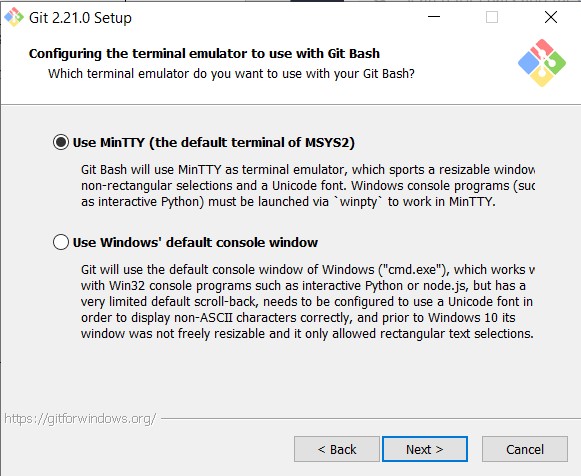 Git 2.21.0 Setup
Configuring the terminal emulator to use with Git Bash
Which terminal emulator do you want to use with your Git Bash?
Use MinTTY (the default terminal of MSYS2)
Git Bash will use MinTTY as terminal emulator, which sports a resizable window
non-rectangular selections and a Unicode font. Windows console programs (suc
as interactive Python) must be launched via `winpty` to work in MinTTY.
Use Windows' default console window
Git will use the default console window of Windows ("cmd.exe"), which works w
with Win32 console programs such as interactive Python or node.js, but has a
very limited default scroll-back, needs to be configured to use a Unicode font in
order to display non-ASCII characters correctly, and prior to Windows 10 its
window was not freely resizable and it only allowed rectangular text selections.
https://gitforwindows.org/
< Back
Next >
Cancel